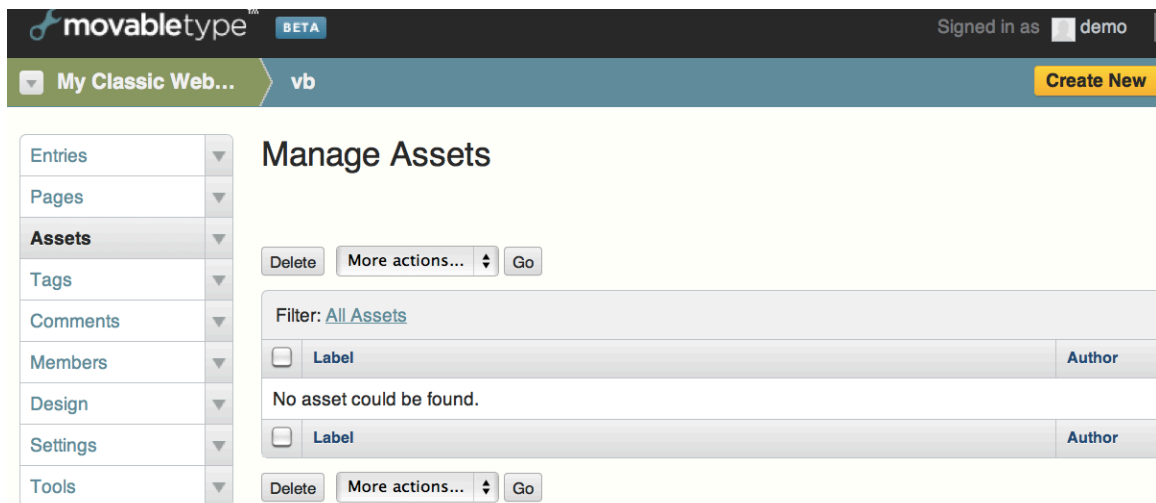 movabletype™ BETA Signed in as demo
My Classic Web... vb Create New
Manage Assets
Entries
Pages
Assets
Tags
Comments
Members
Design
Settings
Tools
Delete More actions... Go
Filter: All Assets
Label Author
No asset could be found.
Label Author
Delete More actions... Go